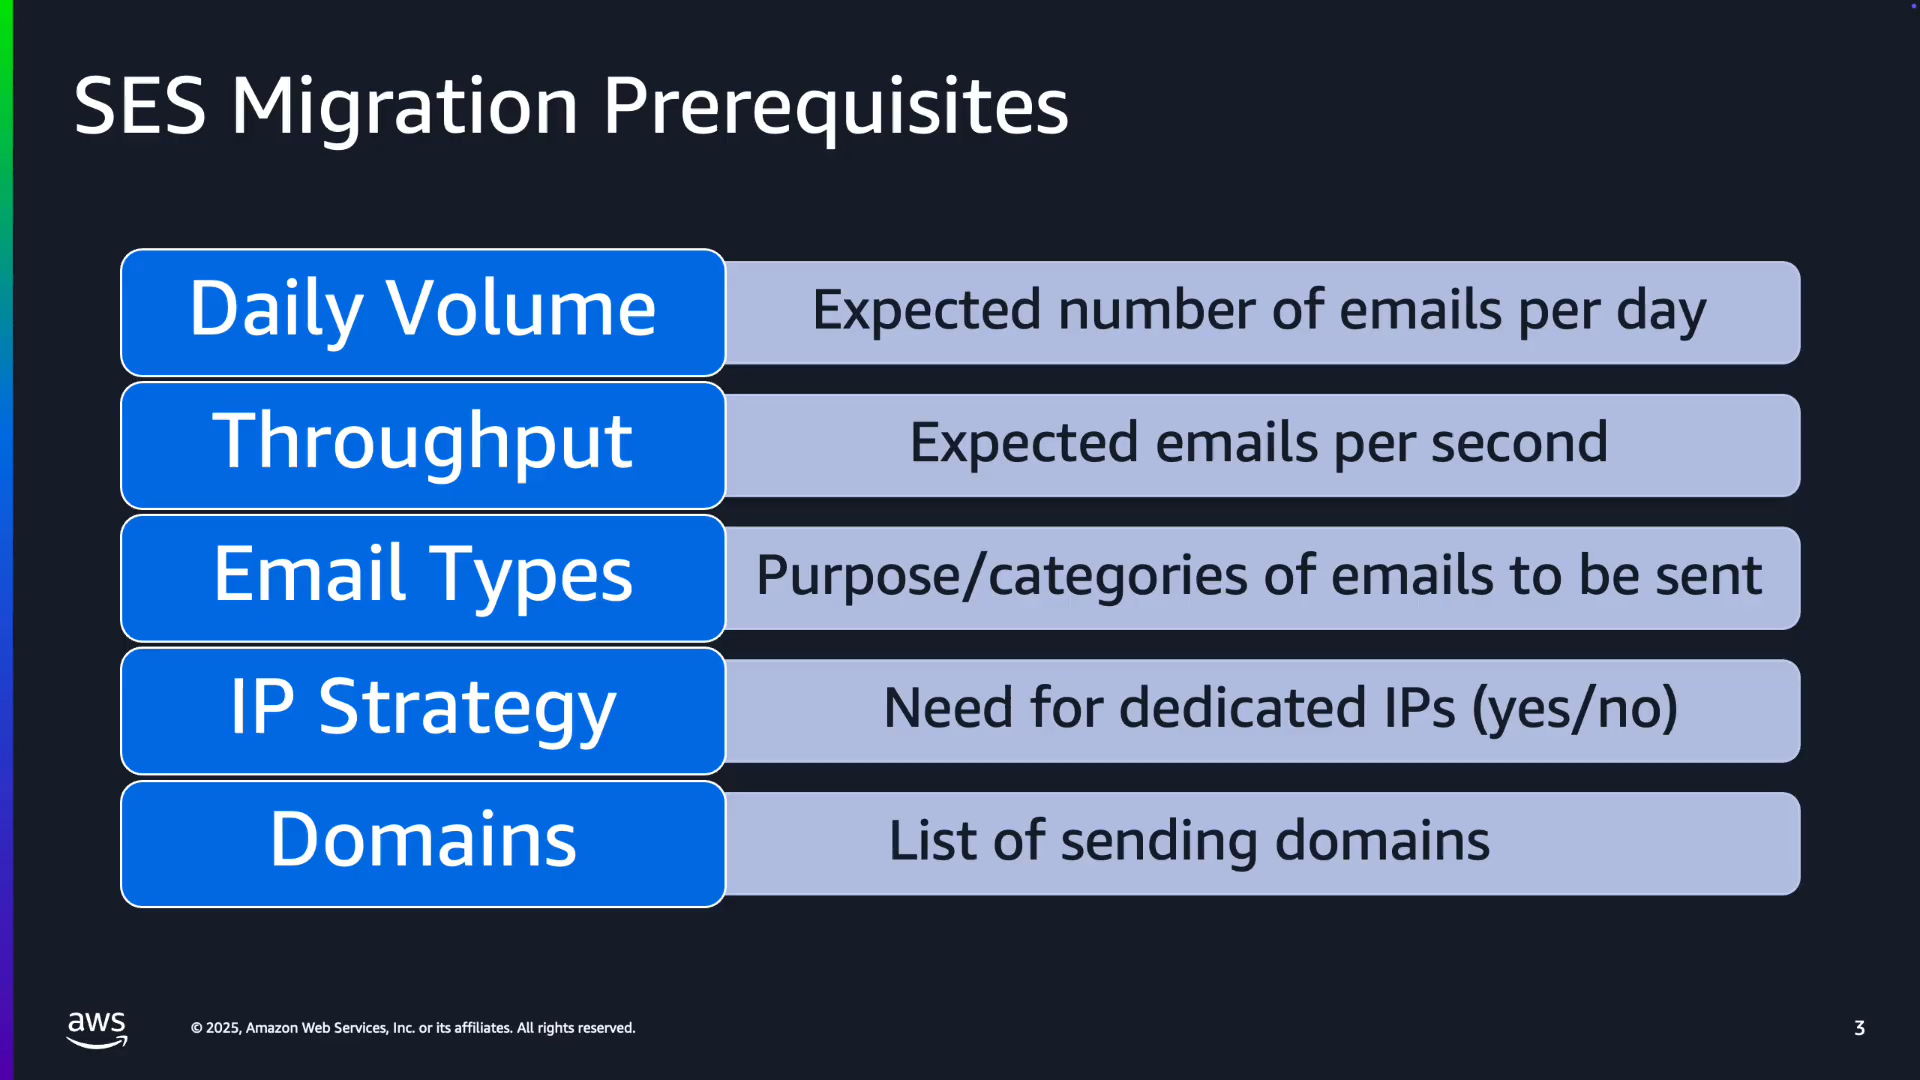 SES Migration Prerequisites
Daily Volume
Expected number of emails per day
Throughput
Expected emails per second
Email Types
Purpose/categories of emails to be sent
IP Strategy
Need for dedicated IPs (yes/no)
Domains
List of sending domains
aws
© 2025, Amazon Web Services, Inc. or its affiliates. All rights reserved.
3